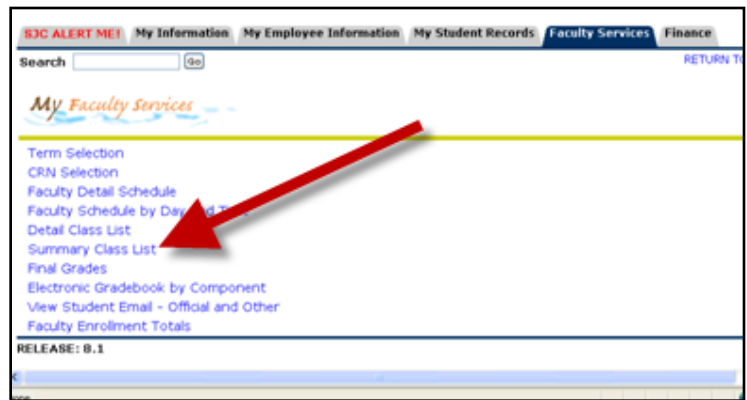 SJC ALERT ME! My Information My Employee Information My Student Records Faculty Services Finance
Search Go RETURN TO
My Faculty Services
Term Selection
CRN Selection
Faculty Detail Schedule
Faculty Schedule by Day and
Detail Class List
Summary Class List
Final Grades
Electronic Gradebook by Component
View Student Email - Official and Other
Faculty Enrollment Totals
RELEASE: 8.1